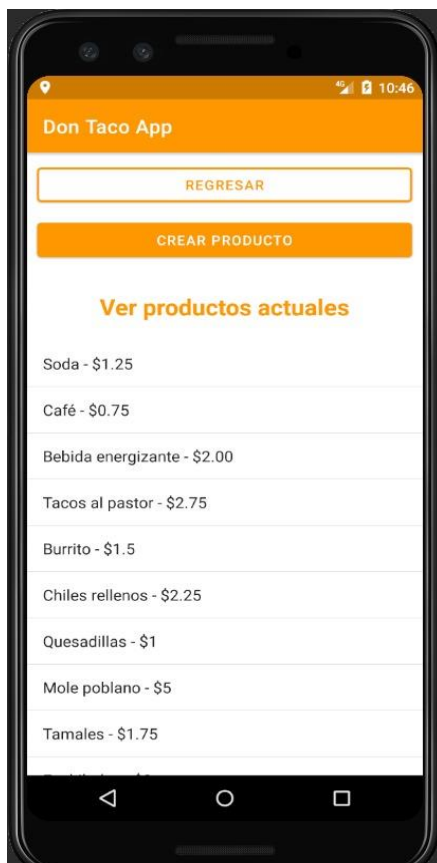 4G 10:46
Don Taco App
REGRESAR
CREAR PRODUCTO
Ver productos actuales
Soda - $1.25
Café - $0.75
Bebida energizante - $2.00
Tacos al pastor - $2.75
Burrito - $1.5
Chiles rellenos - $2.25
Quesadillas - $1
Mole poblano - $5
Tamales - $1.75